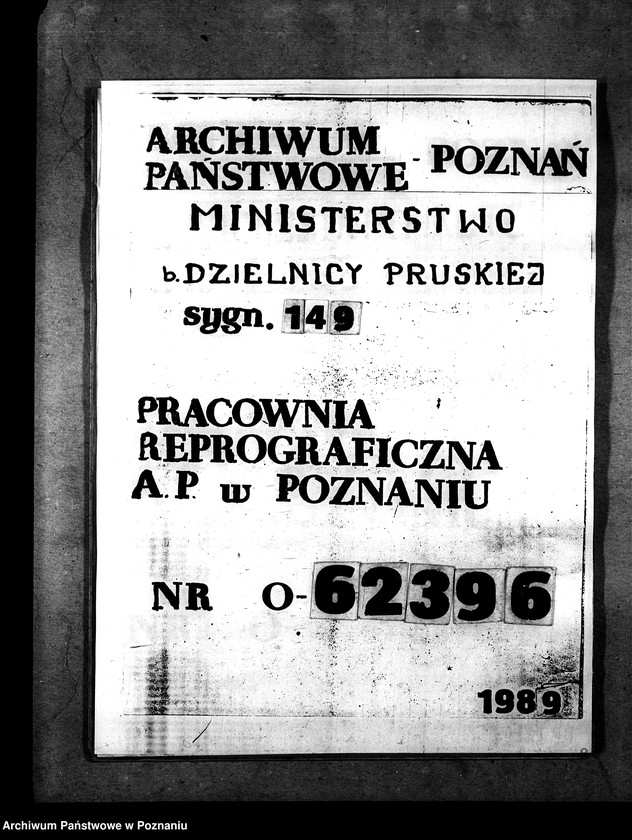 ARCHIWUM
PAŃSTWOWE - POZNAŃ
MINISTERSTWO
b.DZIELNICY PRUSKIEJ
sygn. 149
PRACOWNIA
REPROGRAFICZNA
A.P. w POZNANIU
NR O-62396
1989
Archiwum Państwowe w Poznaniu